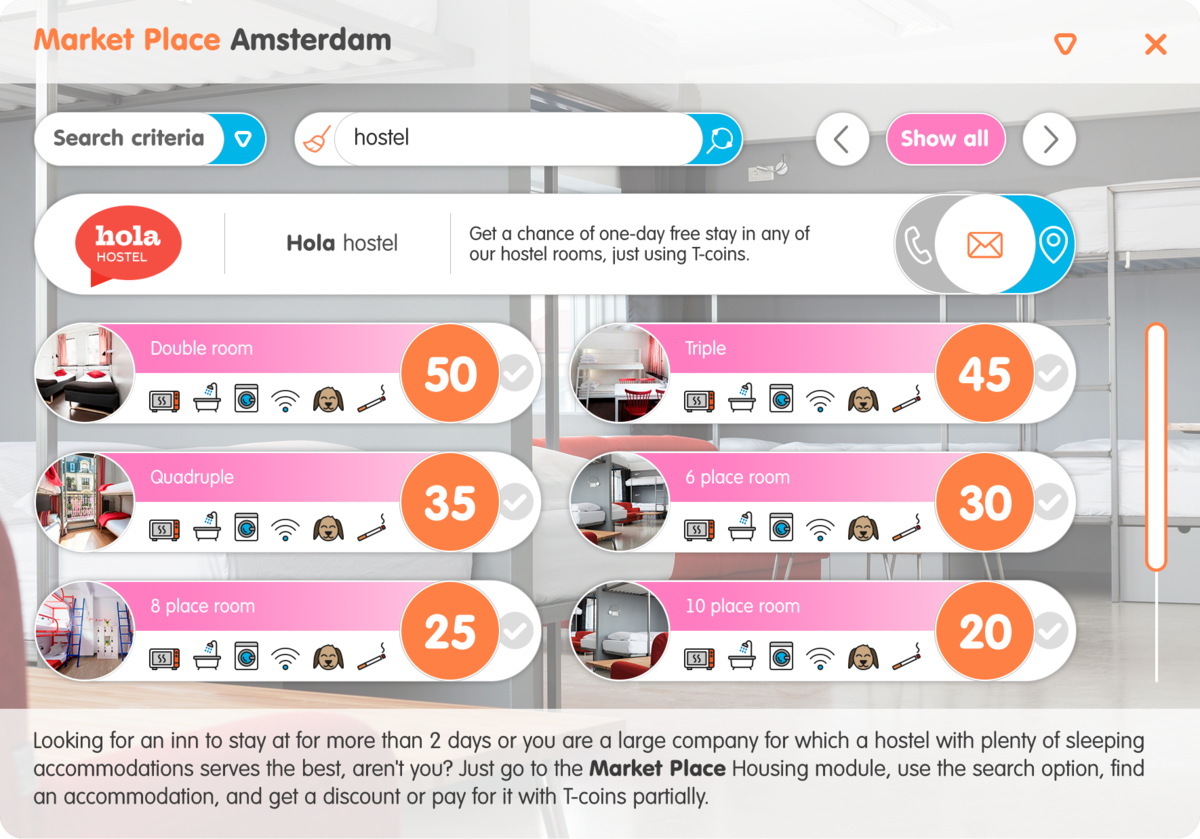 Market Place Amsterdam
Search criteria
hostel
Show all
hola
HOSTEL
Hola hostel
Get a chance of one-day free stay in any of
our hostel rooms, just using T-coins.
Double room
50
Triple
45
Quadruple
35
6 place room
30
8 place room
25
10 place room
20
Looking for an inn to stay at for more than 2 days or you are a large company for which a hostel with plenty of sleeping
accommodations serves the best, aren't you? Just go to the Market Place Housing module, use the search option, find
an accommodation, and get a discount or pay for it with T-coins partially.